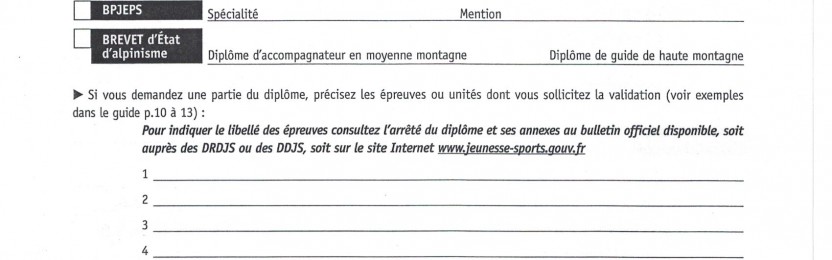 BPJEPS
Spécialité Mention
BREVET d'État
d'alpinisme
Diplôme d'accompagnateur en moyenne montagne Diplôme de guide de haute montagne
▶ Si vous demandez une partie du diplôme, précisez les épreuves ou unités dont vous sollicitez la validation (voir exemples
dans le guide p.10 à 13) :
Pour indiquer le libellé des épreuves consultez l'arrêté du diplôme et ses annexes au bulletin officiel disponible, soit
auprès des DRDJS ou des DDJS, soit sur le site Internet www.jeunesse-sports.gouv.fr
1
2
3
4